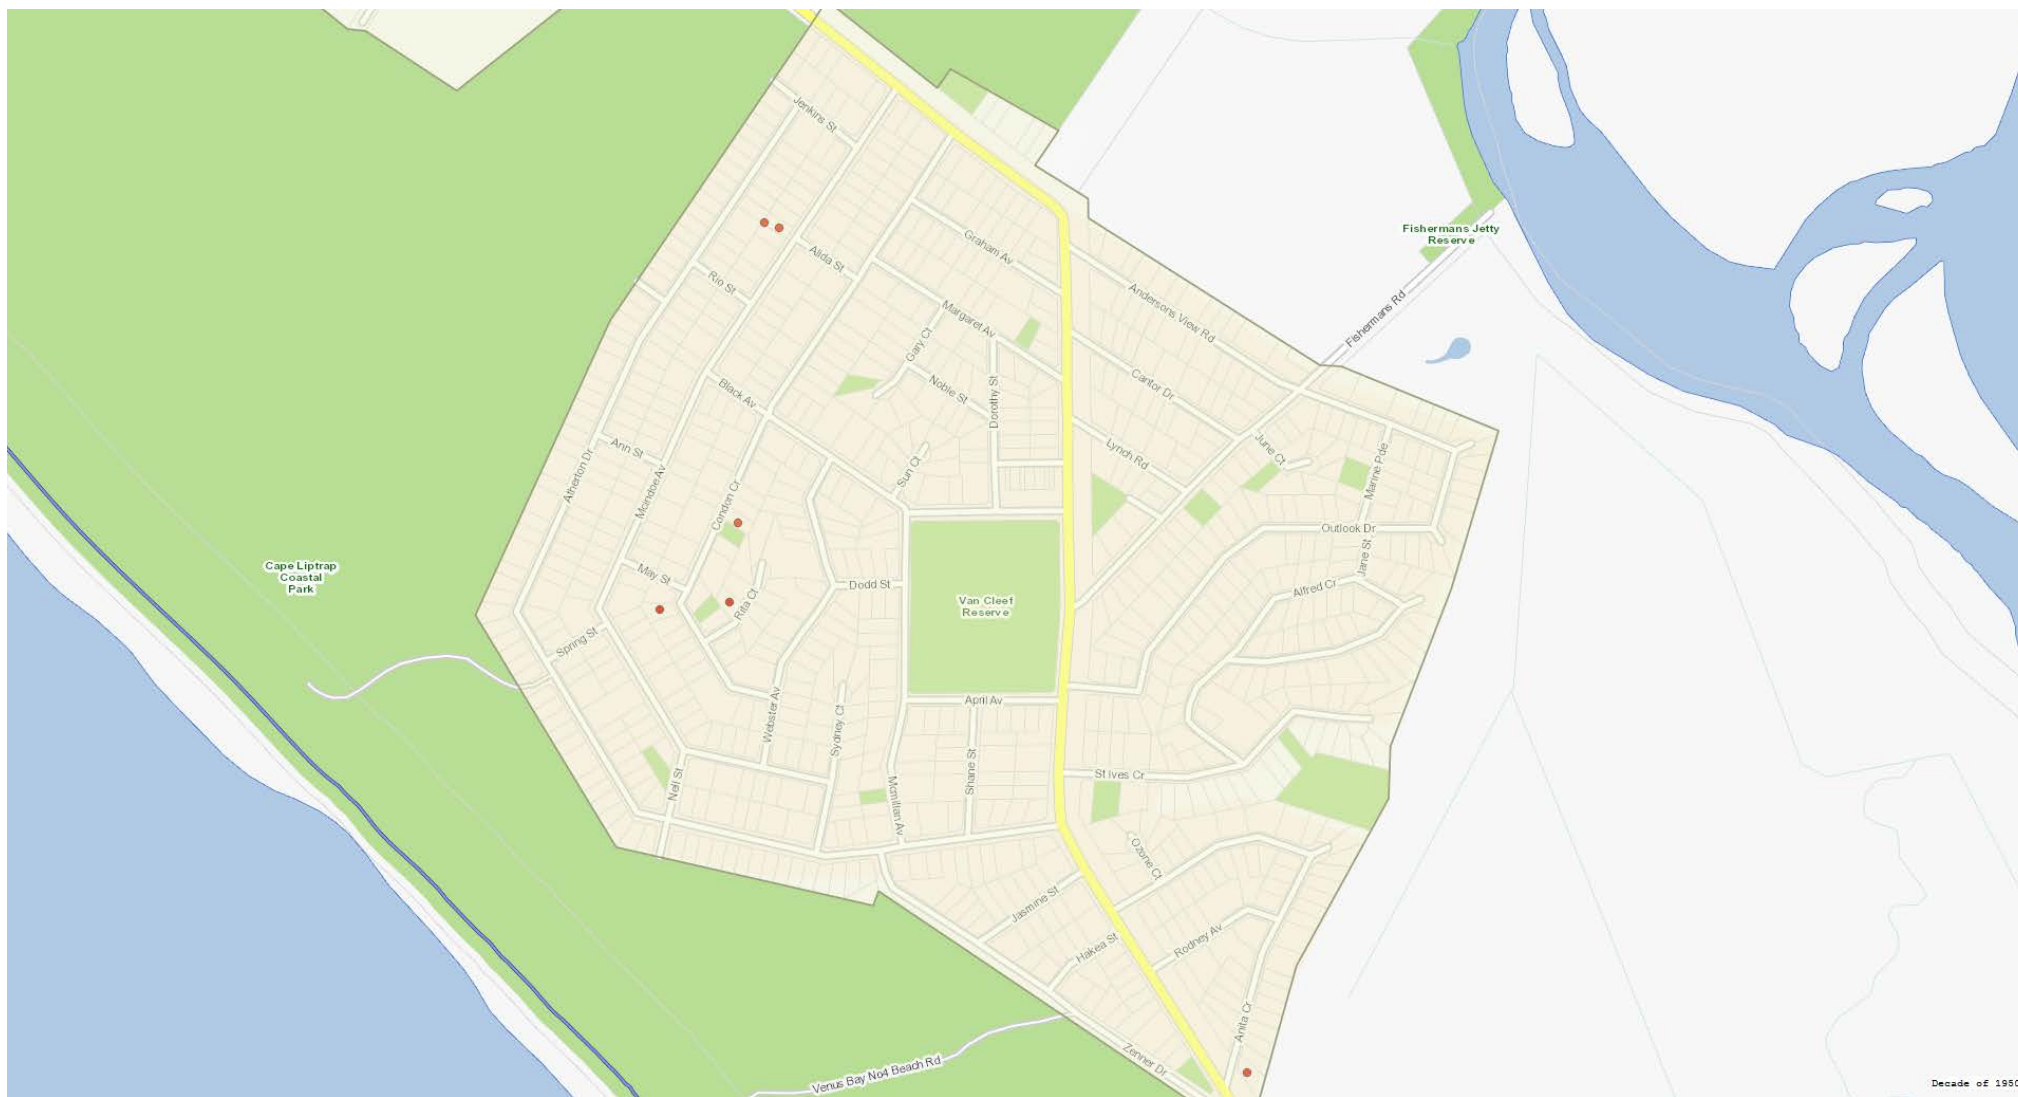 Jenkins St
Graham Av
Alida St
Rio St
Fishermans Jetty
Reserve
Andersons View Rd
Fishermans Rd
Margaret Av
Gary Ct
Noble St
Dorothy St
Cantor Dr
Black Av
Lynch Rd
June Ct
Ann St
Atherton Dr
Mcindoe Av
Condon Cr
Sun Ct
Marine Pde
Outlook Dr
Jane St
Cape Liptrap
Coastal
Park
May St
Rita Ct
Dodd St
Van Cleef
Reserve
Alfred Cr
Spring St
April Av
Webster Av
Sydney Ct
Shane St
Nell St
Mcmillan Av
St Ives Cr
Ozone Ct
Jasmine St
Hakea St
Rodney Av
Anita Cr
Zenner Dr
Venus Bay No4 Beach Rd
Decade of 1950